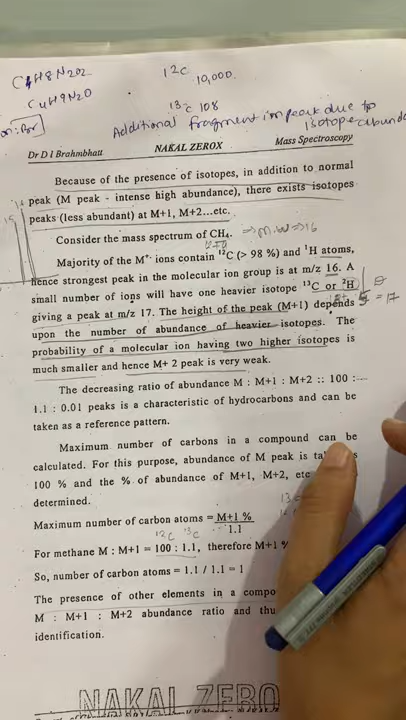 C4H8N2O2
12C
10,000.
C4H9N2O
13C 108
Additional fragment im peak due to
isotope abunda
Dr D I Brahmbhatt NAKAL ZEROX Mass Spectroscopy
Because of the presence of isotopes, in addition to normal
peak (M peak - intense high abundance), there exists isotopes
peaks (less abundant) at M+1, M+2...etc.
Consider the mass spectrum of CH₄. ⇒ m.w ⇒ 16
Majority of the M⁺· ions contain ¹²C (> 98 %) and ¹H atoms,
hence strongest peak in the molecular ion group is at m/z 16. A
small number of ions will have one heavier isotope ¹³C or ²H,
giving a peak at m/z 17. The height of the peak (M+1) depends = 17
upon the number of abundance of heavier isotopes. The
probability of a molecular ion having two higher isotopes is
much smaller and hence M+ 2 peak is very weak.
The decreasing ratio of abundance M : M+1 : M+2 :: 100 :
1.1 : 0.01 peaks is a characteristic of hydrocarbons and can be
taken as a reference pattern.
Maximum number of carbons in a compound can be
calculated. For this purpose, abundance of M peak is
100 % and the % of abundance of M+1, M+2, etc
determined.
Maximum number of carbon atoms = M+1 %
1.1
12C 13C
For methane M : M+1 = 100 : 1.1, therefore M+1 %
So, number of carbon atoms = 1.1 / 1.1 = 1
The presence of other elements in a compo
M : M+1 : M+2 abundance ratio and thu
identification.
NAKAL ZERO